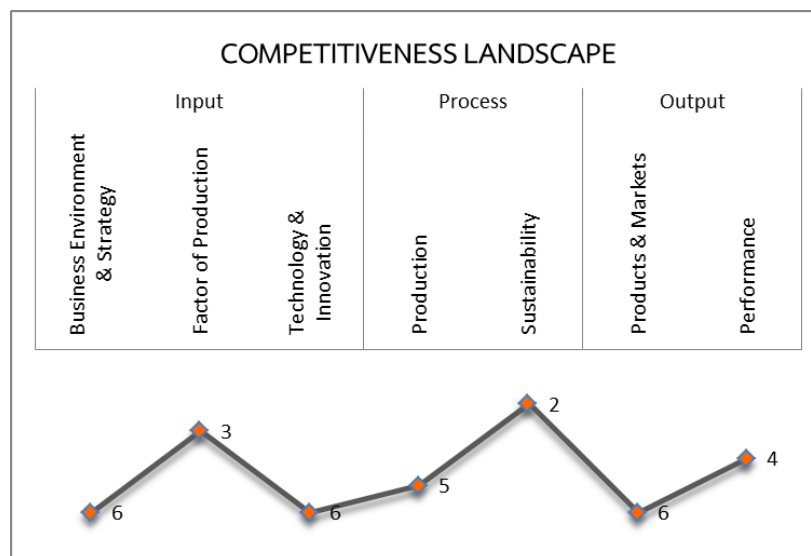 COMPETITIVENESS LANDSCAPE
Input
Process
Output
Business Environment
& Strategy
Factor of Production
Technology &
Innovation
Production
Sustainability
Products & Markets
Performance
6
3
6
5
2
6
4